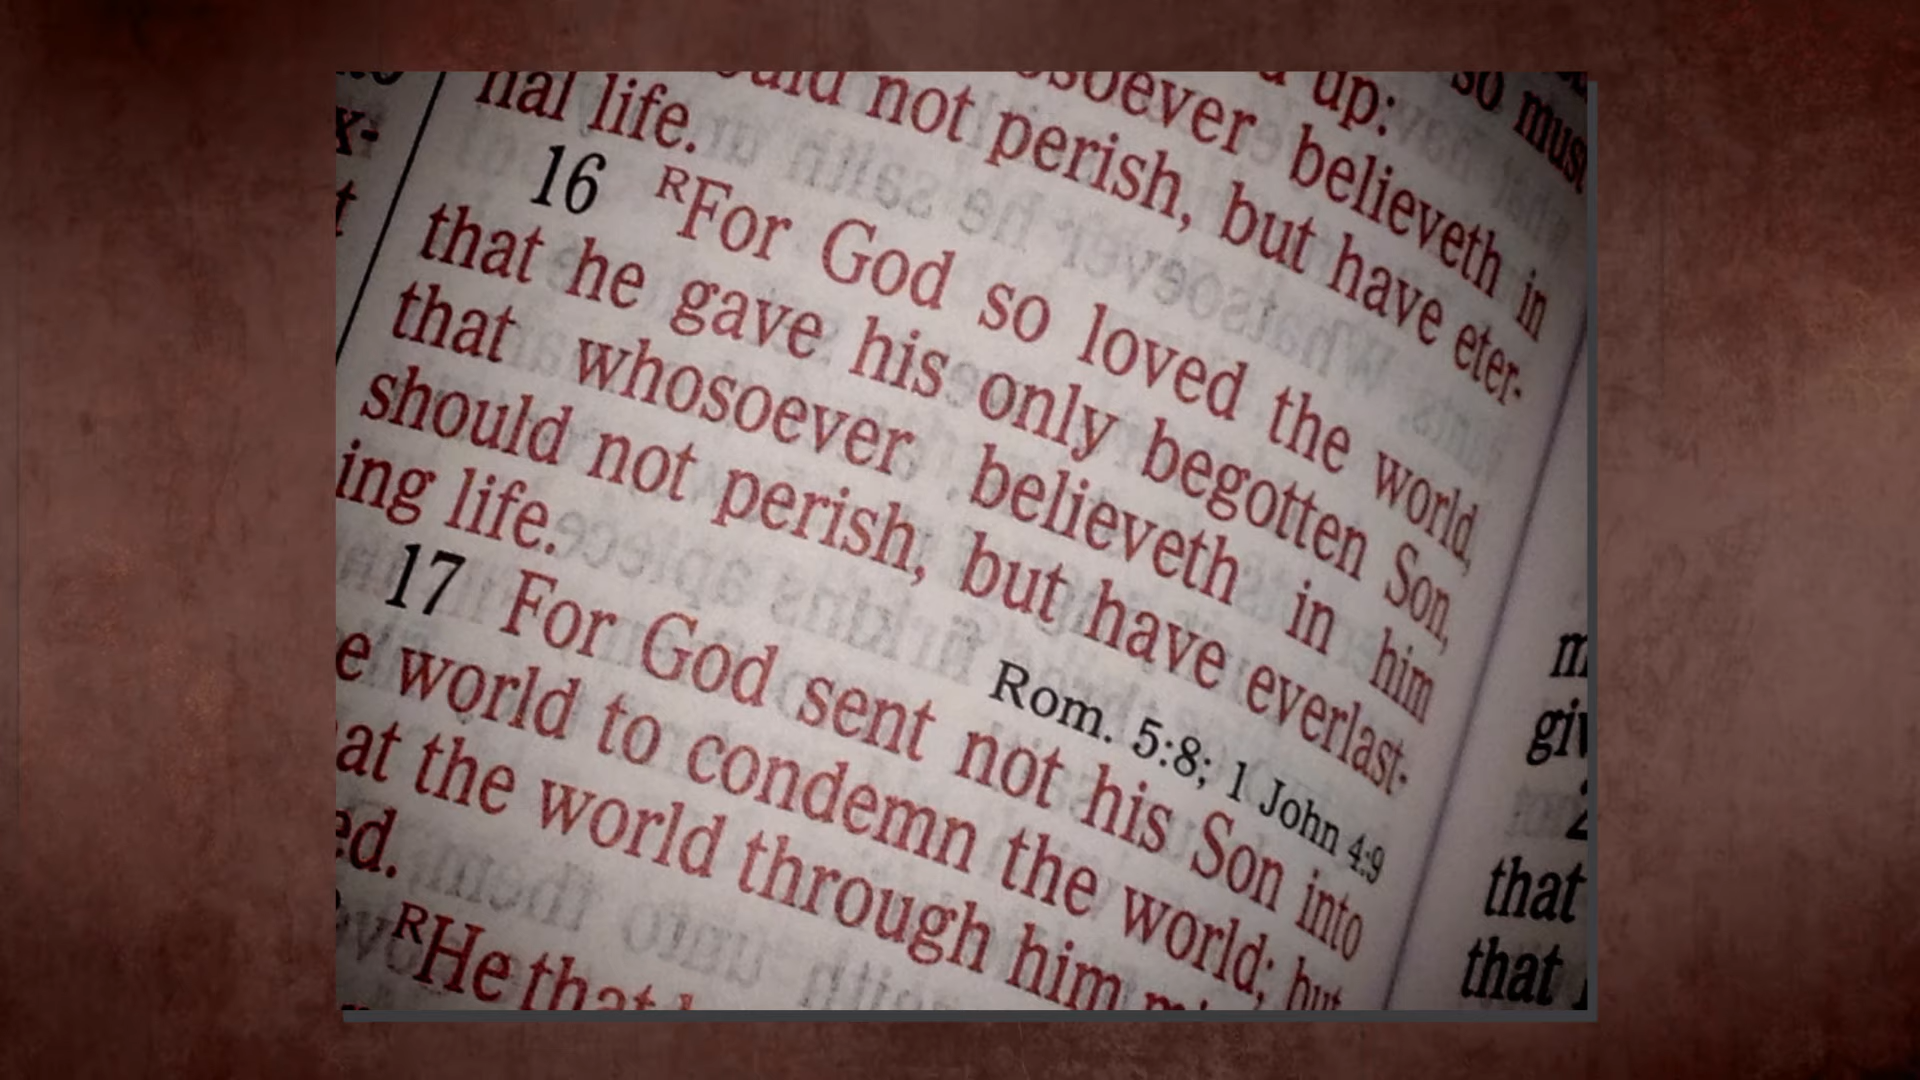 so must
up:
believeth in
not perish, but have eter-
nal life.
16 RFor God so loved the world,
that he gave his only begotten Son,
that whosoever believeth in him
should not perish, but have everlast-
ing life.
Rom. 5:8; 1 John 4:9
17 For God sent not his Son into
world to condemn the world; but
at the world through him
ed.
RHe that
that
that